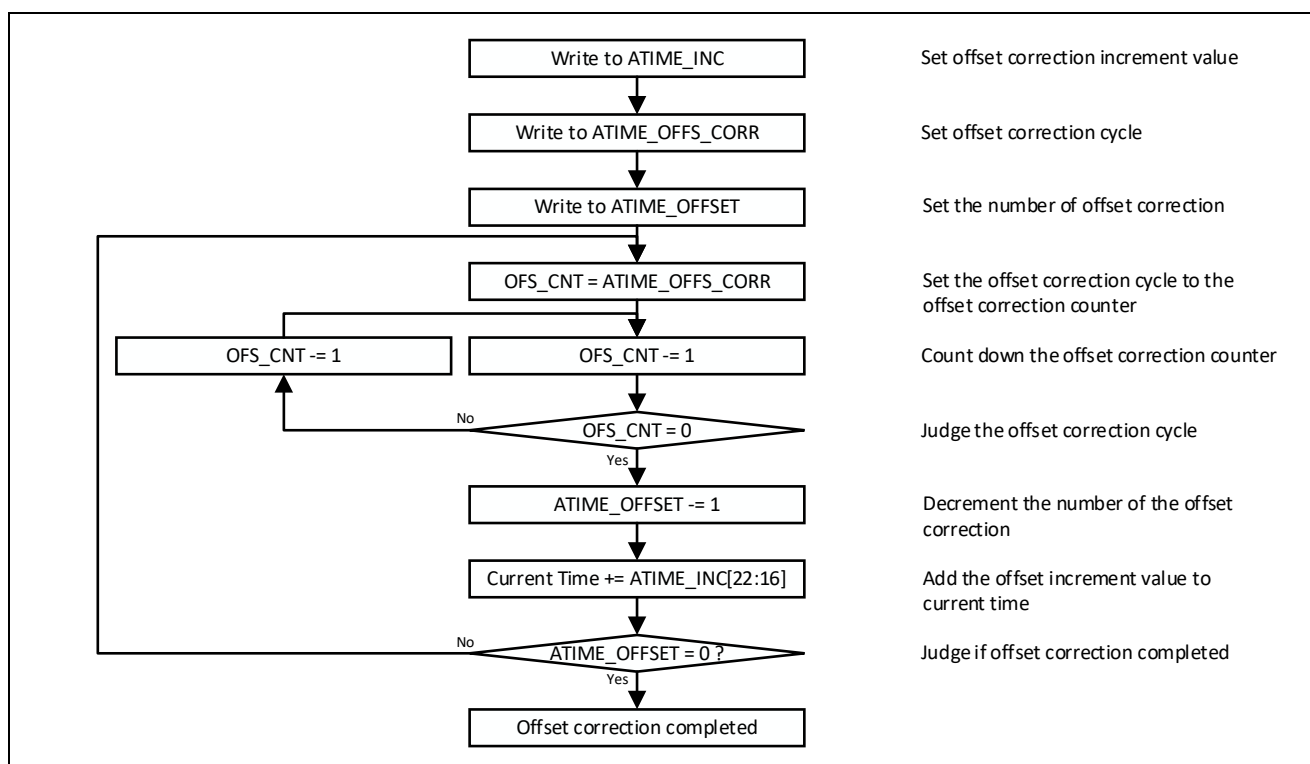 Write to ATIME_INC
Set offset correction increment value
Write to ATIME_OFFS_CORR
Set offset correction cycle
Write to ATIME_OFFSET
Set the number of offset correction
OFS_CNT = ATIME_OFFS_CORR
Set the offset correction cycle to the
offset correction counter
OFS_CNT -= 1
OFS_CNT -= 1
Count down the offset correction counter
No
OFS_CNT = 0
Judge the offset correction cycle
Yes
ATIME_OFFSET -= 1
Decrement the number of the offset
correction
Current Time += ATIME_INC[22:16]
Add the offset increment value to
current time
No
ATIME_OFFSET = 0 ?
Judge if offset correction completed
Yes
Offset correction completed